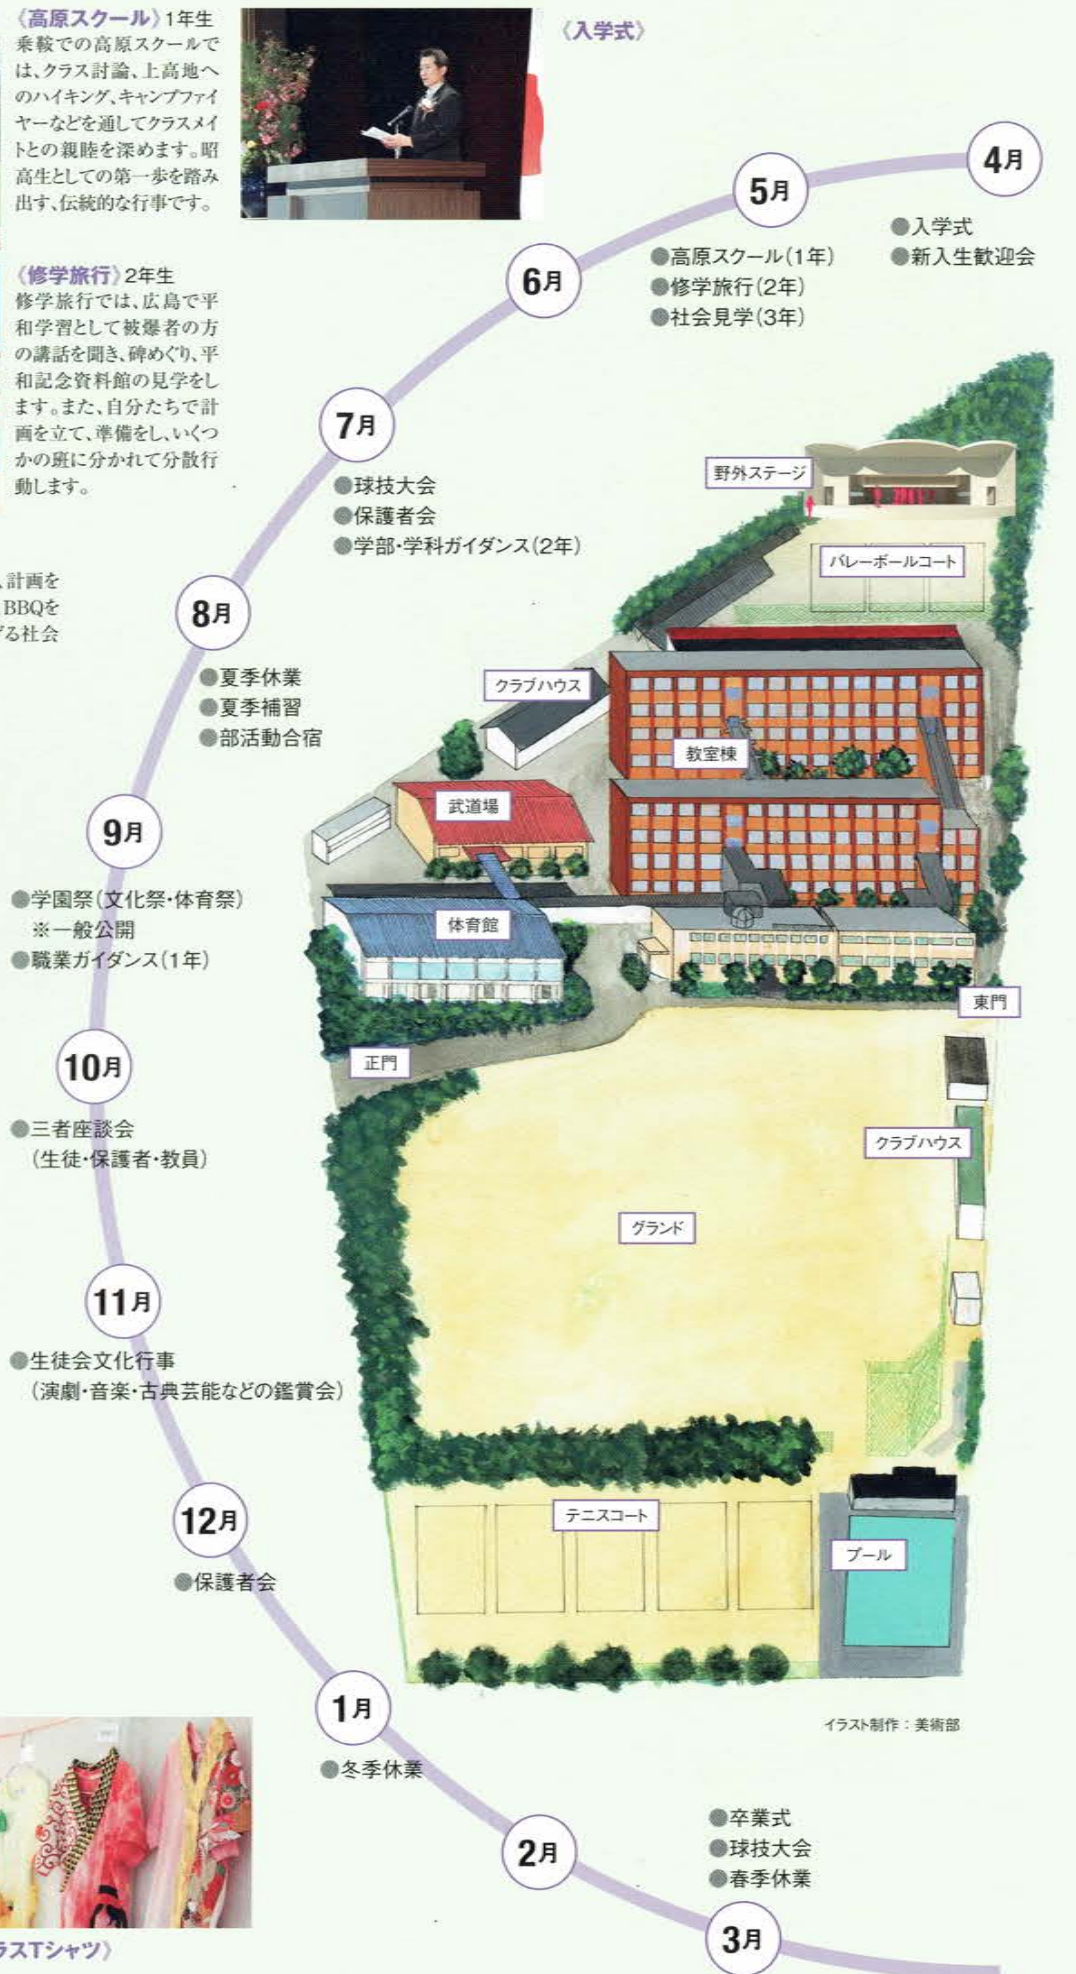 《高原スクール》1年生
乗鞍での高原スクールで
は、クラス討論、上高地へ
のハイキング、キャンプファイ
ヤーなどを通してクラスメイ
トとの親睦を深めます。昭
高生としての第一歩を踏み
出す、伝統的な行事です。
《修学旅行》2年生
修学旅行では、広島で平
和学習として被爆者の方
の講話を聞き、碑めぐり、平
和記念資料館の見学をし
ます。また、自分たちで計
画を立て、準備をし、いくつ
かの班に分かれて分散行
動します。
、計画を
BBQを
げる社会
《入学式》
4月
●入学式
●新入生歓迎会
5月
●高原スクール(1年)
●修学旅行(2年)
●社会見学(3年)
6月
7月
●球技大会
●保護者会
●学部・学科ガイダンス(2年)
8月
●夏季休業
●夏季補習
●部活動合宿
9月
●学園祭(文化祭・体育祭)
※一般公開
●職業ガイダンス(1年)
10月
●三者座談会
(生徒・保護者・教員)
11月
●生徒会文化行事
(演劇・音楽・古典芸能などの鑑賞会)
12月
●保護者会
1月
●冬季休業
2月
●卒業式
●球技大会
●春季休業
3月
野外ステージ
バレーボールコート
クラブハウス
教室棟
武道場
体育館
東門
正門
クラブハウス
グランド
テニスコート
プール
イラスト制作：美術部
ラスTシャツ》